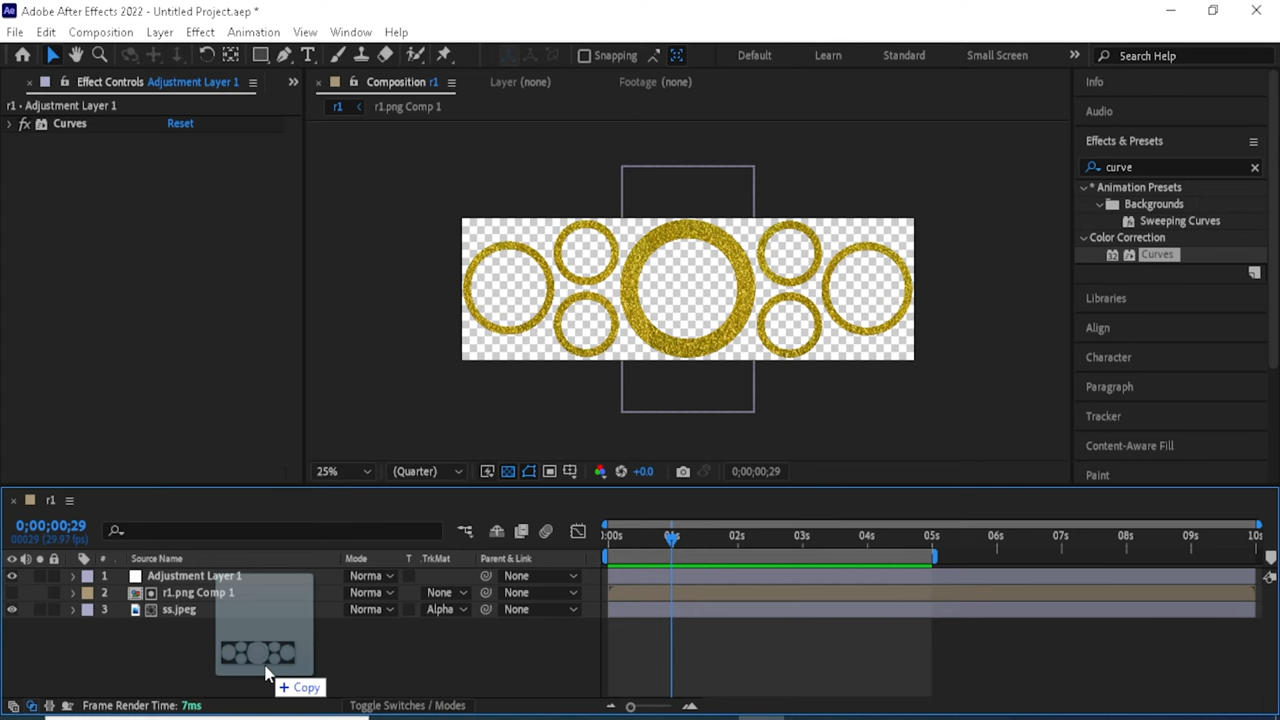 Ae Adobe After Effects 2022 - Untitled Project.aep *
File Edit Composition Layer Effect Animation View Window Help
T Snapping Default Learn Standard Small Screen Search Help
Effect Controls Adjustment Layer 1
Composition r1
Layer (none)
Footage (none)
r1 · Adjustment Layer 1
r1
r1.png Comp 1
fx Curves Reset
Info
Audio
Effects & Presets
curve
* Animation Presets
Backgrounds
Sweeping Curves
Color Correction
32 Curves
Libraries
Align
Character
Paragraph
Tracker
Content-Aware Fill
Paint
25% (Quarter) +0.0 0;00;00;29
r1
0;00;00;29
00029 (29.97 fps)
0:00s 01s 02s 03s 04s 05s 06s 07s 08s 09s 10s
# Source Name Mode T .TrkMat Parent & Link
1 Adjustment Layer 1 Norma None
2 r1.png Comp 1 Norma None None
3 ss.jpeg Norma Alpha None
+ Copy
Frame Render Time: 7ms
Toggle Switches / Modes